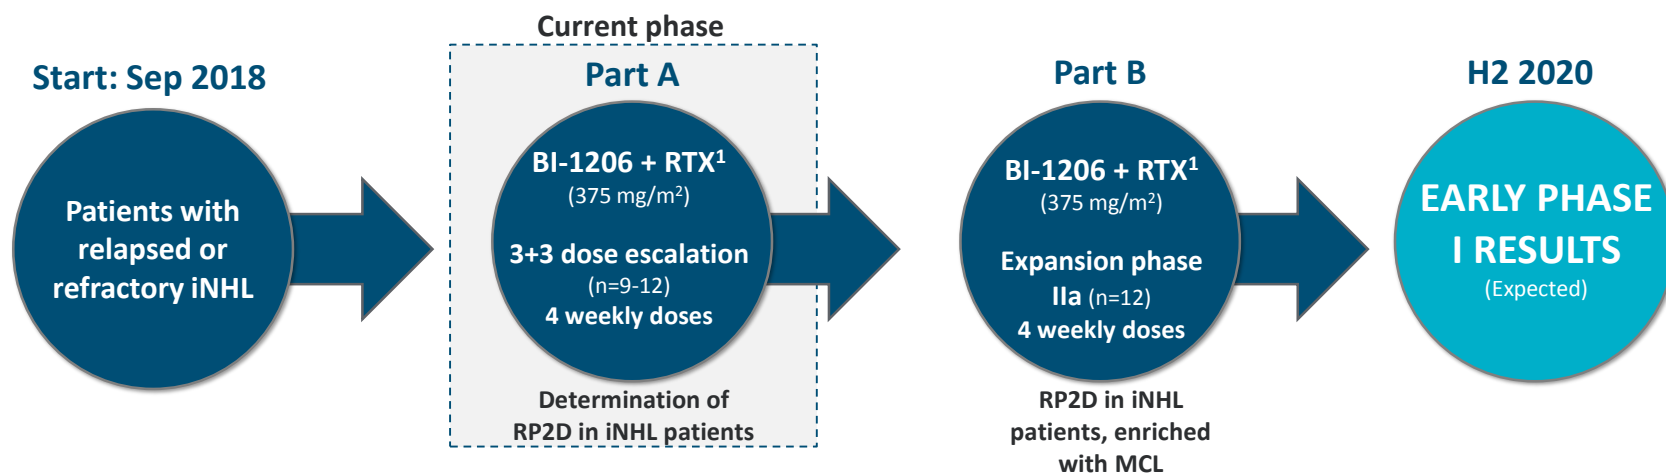 Start: Sep 2018
Patients with
relapsed or
refractory iNHL
Current phase
Part A
BI-1206 + RTX¹
(375 mg/m²)
3+3 dose escalation
(n=9-12)
4 weekly doses
Determination of
RP2D in iNHL patients
Part B
BI-1206 + RTX¹
(375 mg/m²)
Expansion phase
IIa (n=12)
4 weekly doses
RP2D in iNHL
patients, enriched
with MCL
H2 2020
EARLY PHASE
I RESULTS
(Expected)